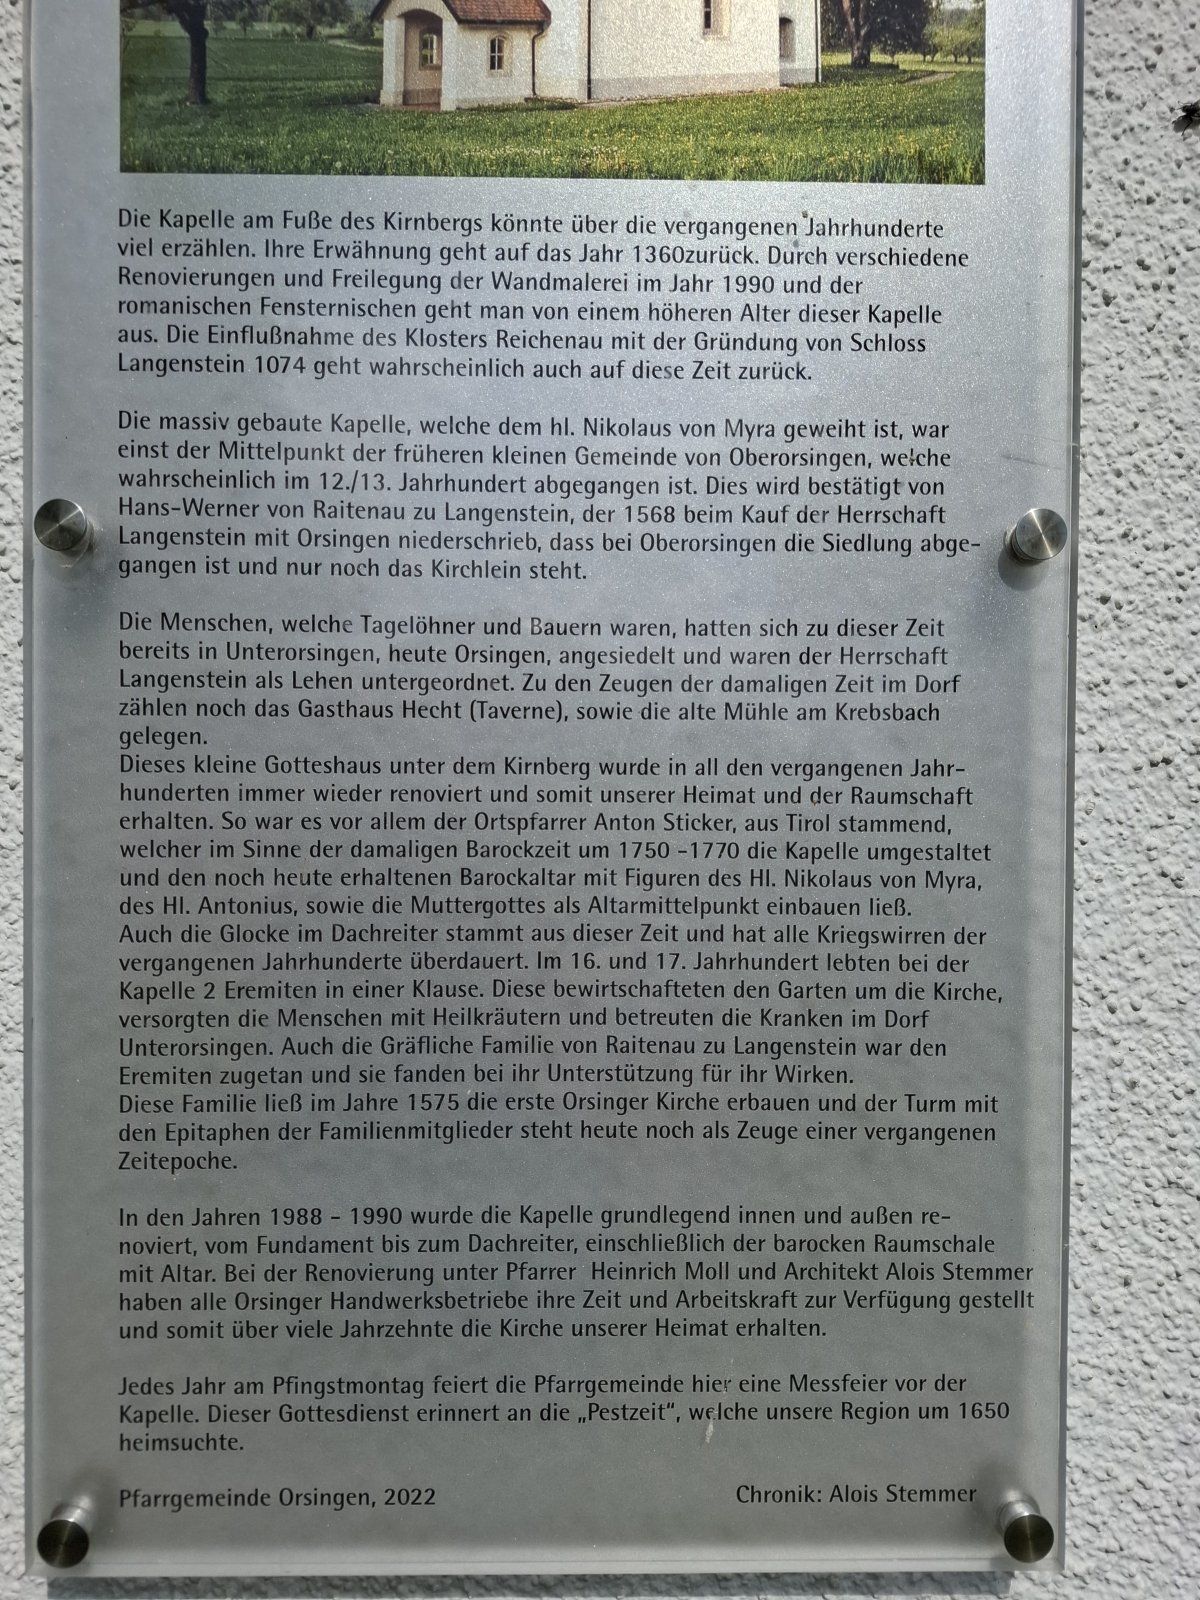 Die Kapelle am Fuße des Kirnbergs könnte über die vergangenen Jahrhunderte
viel erzählen. Ihre Erwähnung geht auf das Jahr 1360zurück. Durch verschiedene
Renovierungen und Freilegung der Wandmalerei im Jahr 1990 und der
romanischen Fensternischen geht man von einem höheren Alter dieser Kapelle
aus. Die Einflußnahme des Klosters Reichenau mit der Gründung von Schloss
Langenstein 1074 geht wahrscheinlich auch auf diese Zeit zurück.
Die massiv gebaute Kapelle, welche dem hl. Nikolaus von Myra geweiht ist, war
einst der Mittelpunkt der früheren kleinen Gemeinde von Oberorsingen, welche
wahrscheinlich im 12./13. Jahrhundert abgegangen ist. Dies wird bestätigt von
Hans-Werner von Raitenau zu Langenstein, der 1568 beim Kauf der Herrschaft
Langenstein mit Orsingen niederschrieb, dass bei Oberorsingen die Siedlung abge-
gangen ist und nur noch das Kirchlein steht.
Die Menschen, welche Tagelöhner und Bauern waren, hatten sich zu dieser Zeit
bereits in Unterorsingen, heute Orsingen, angesiedelt und waren der Herrschaft
Langenstein als Lehen untergeordnet. Zu den Zeugen der damaligen Zeit im Dorf
zählen noch das Gasthaus Hecht (Taverne), sowie die alte Mühle am Krebsbach
gelegen.
Dieses kleine Gotteshaus unter dem Kirnberg wurde in all den vergangenen Jahr-
hunderten immer wieder renoviert und somit unserer Heimat und der Raumschaft
erhalten. So war es vor allem der Ortspfarrer Anton Sticker, aus Tirol stammend,
welcher im Sinne der damaligen Barockzeit um 1750 -1770 die Kapelle umgestaltet
und den noch heute erhaltenen Barockaltar mit Figuren des Hl. Nikolaus von Myra,
des Hl. Antonius, sowie die Muttergottes als Altarmittelpunkt einbauen ließ.
Auch die Glocke im Dachreiter stammt aus dieser Zeit und hat alle Kriegswirren der
vergangenen Jahrhunderte überdauert. Im 16. und 17. Jahrhundert lebten bei der
Kapelle 2 Eremiten in einer Klause. Diese bewirtschafteten den Garten um die Kirche,
versorgten die Menschen mit Heilkräutern und betreuten die Kranken im Dorf
Unterorsingen. Auch die Gräfliche Familie von Raitenau zu Langenstein war den
Eremiten zugetan und sie fanden bei ihr Unterstützung für ihr Wirken.
Diese Familie ließ im Jahre 1575 die erste Orsinger Kirche erbauen und der Turm mit
den Epitaphen der Familienmitglieder steht heute noch als Zeuge einer vergangenen
Zeitepoche.
In den Jahren 1988 - 1990 wurde die Kapelle grundlegend innen und außen re-
noviert, vom Fundament bis zum Dachreiter, einschließlich der barocken Raumschale
mit Altar. Bei der Renovierung unter Pfarrer Heinrich Moll und Architekt Alois Stemmer
haben alle Orsinger Handwerksbetriebe ihre Zeit und Arbeitskraft zur Verfügung gestellt
und somit über viele Jahrzehnte die Kirche unserer Heimat erhalten.
Jedes Jahr am Pfingstmontag feiert die Pfarrgemeinde hier eine Messfeier vor der
Kapelle. Dieser Gottesdienst erinnert an die „Pestzeit“, welche unsere Region um 1650
heimsuchte.
Pfarrgemeinde Orsingen, 2022 Chronik: Alois Stemmer